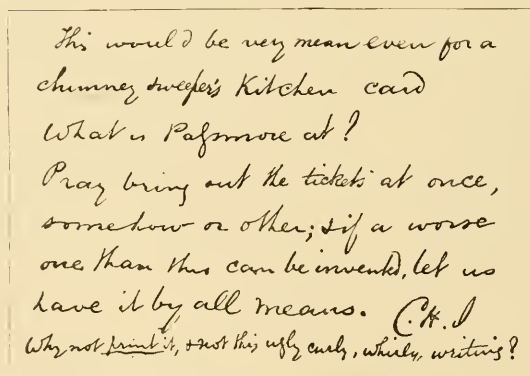 This would be very mean even for a
chimney sweeper's Kitchen card
What is Passmore at?
Pray bring out the tickets at once,
somehow or other; & if a worse
one than this can be invented, let us
have it by all means. C. H. S
Why not print it, & not this ugly curly, whirly, writing?